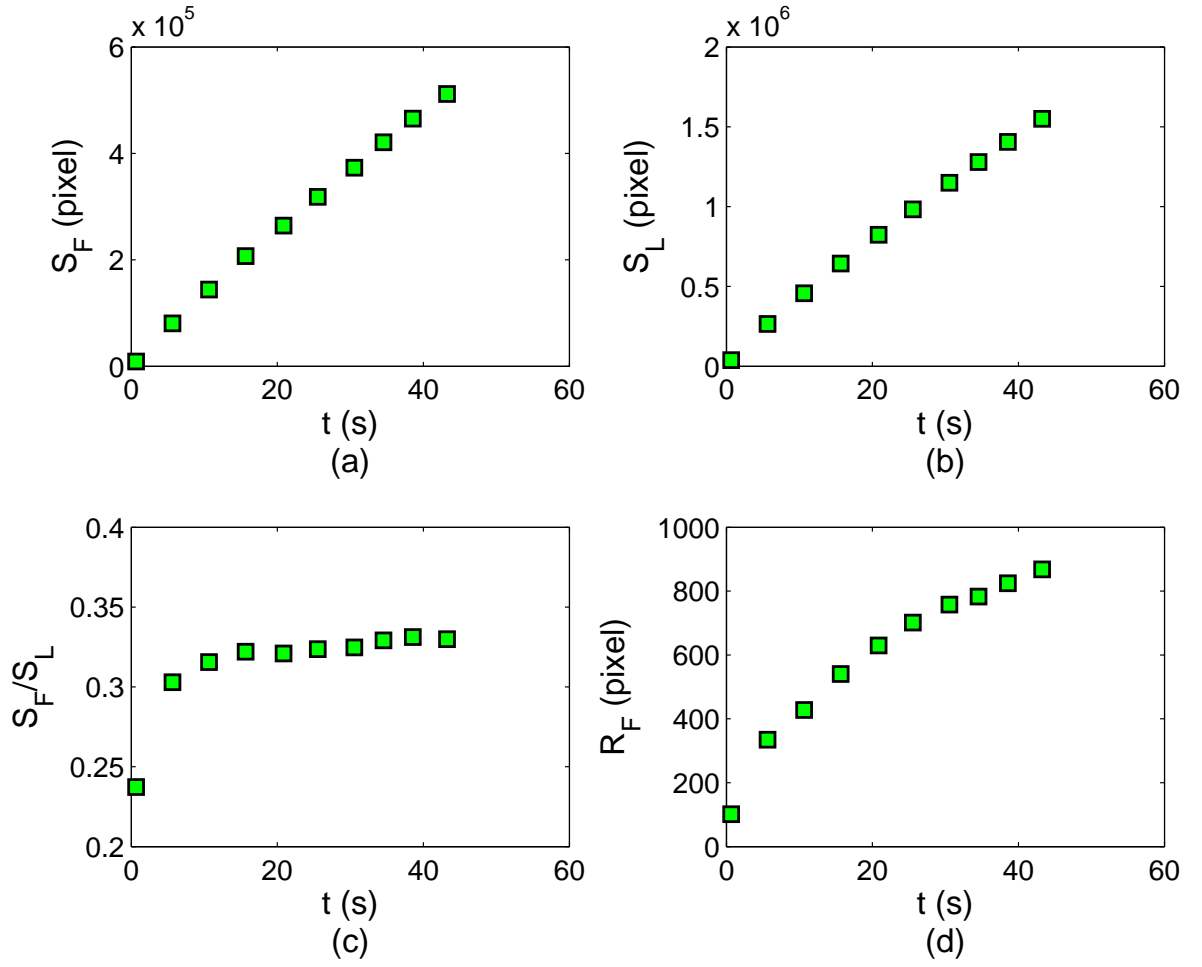 x 10^5
6
4
2
0
S_F (pixel)
0 20 40 60
t (s)
(a)
x 10^6
2
1.5
1
0.5
0
S_L (pixel)
0 20 40 60
t (s)
(b)
0.4
0.35
0.3
0.25
0.2
S_F/S_L
0 20 40 60
t (s)
(c)
1000
800
600
400
200
0
R_F (pixel)
0 20 40 60
t (s)
(d)